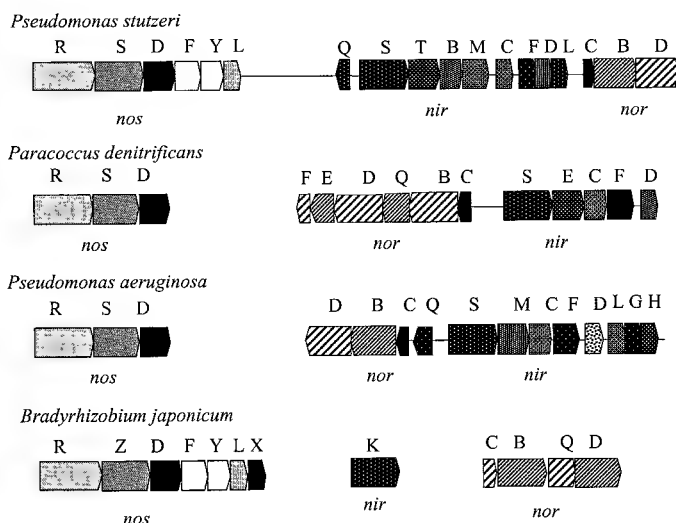 Pseudomonas stutzeri
R S D F Y L Q S T B M C F D L C B D
nos nir nor
Paracoccus denitrificans
R S D F E D Q B C S E C F D
nos nor nir
Pseudomonas aeruginosa
R S D D B C Q S M C F D L G H
nos nor nir
Bradyrhizobium japonicum
R Z D F Y L X K C B Q D
nos nir nor